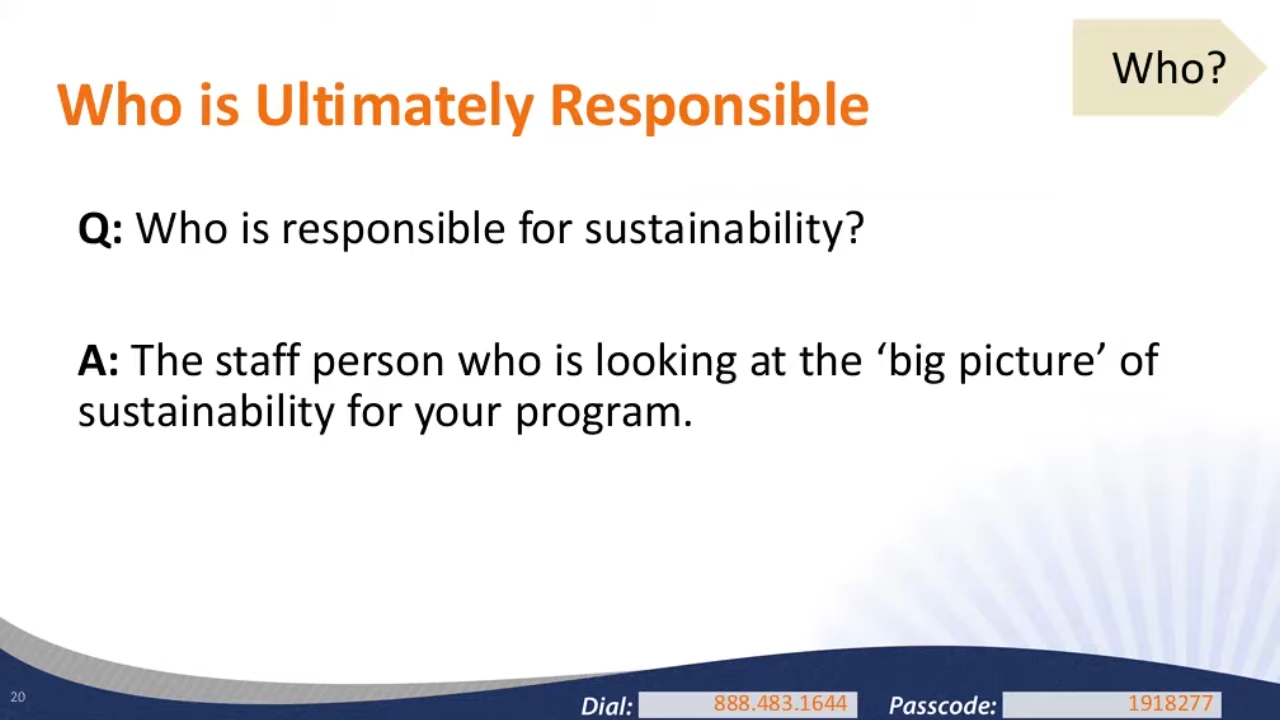 Who?
Who is Ultimately Responsible
Q: Who is responsible for sustainability?
A: The staff person who is looking at the ‘big picture’ of
sustainability for your program.
20
Dial: 888.483.1644 Passcode: 1918277